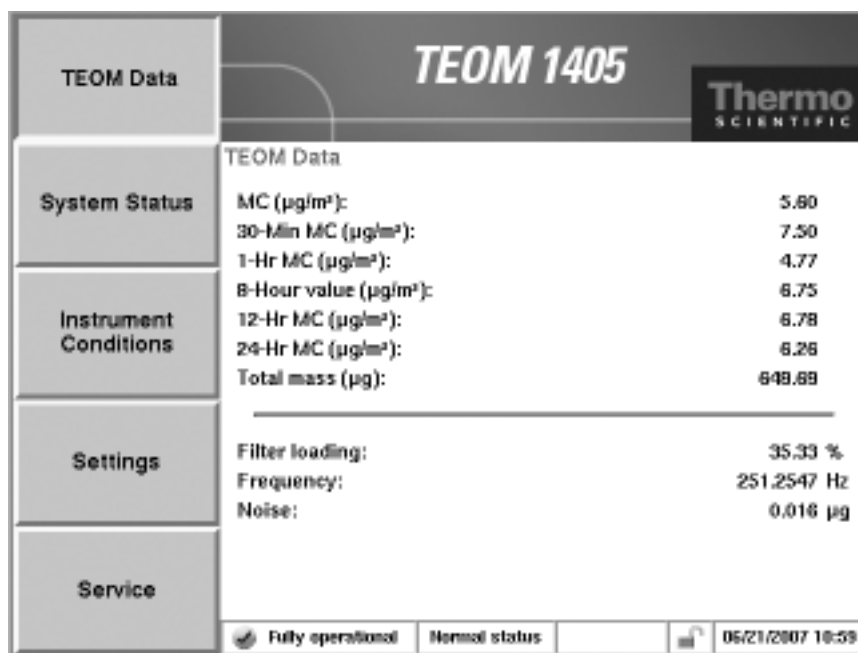 TEOM 1405
Thermo
SCIENTIFIC
TEOM Data
System Status
Instrument
Conditions
Settings
Service
TEOM Data
MC (µg/m³): 5.60
30-Min MC (µg/m³): 7.50
1-Hr MC (µg/m³): 4.77
8-Hour value (µg/m³): 6.75
12-Hr MC (µg/m³): 6.78
24-Hr MC (µg/m³): 6.26
Total mass (µg): 649.69
Filter loading: 35.33 %
Frequency: 251.2547 Hz
Noise: 0.016 µg
Fully operational
Normal status
06/21/2007 10:59